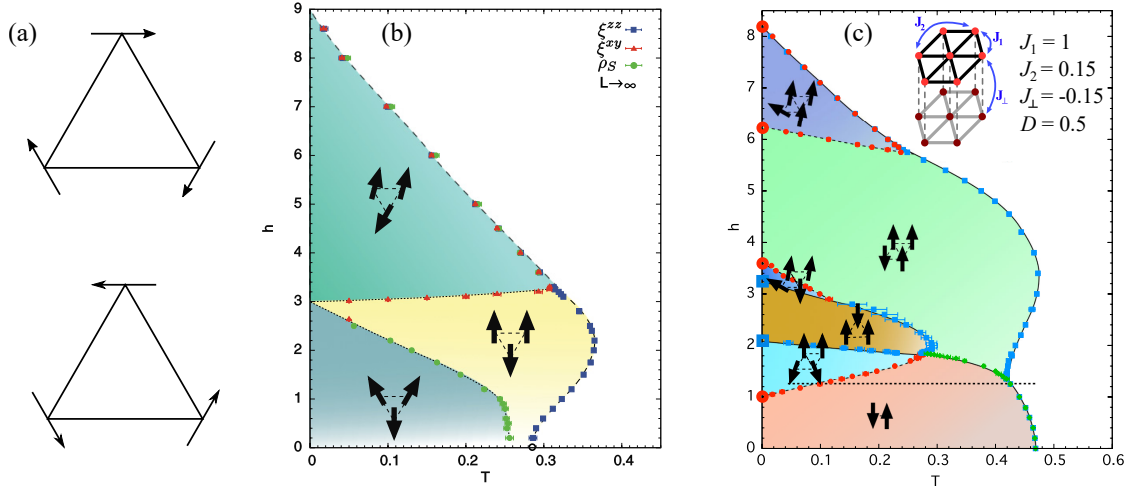 (a)
(b)
ξ^zz
ξ^xy
ρ_S
L→∞
9
8
7
6
5
4
3
2
1
0
h
0
0.1
0.2
0.3
0.4
T
(c)
J_2
J_1
J_⊥
J_1 = 1
J_2 = 0.15
J_⊥ = -0.15
D = 0.5
8
7
6
5
4
3
2
1
0
h
0
0.1
0.2
0.3
0.4
0.5
0.6
T